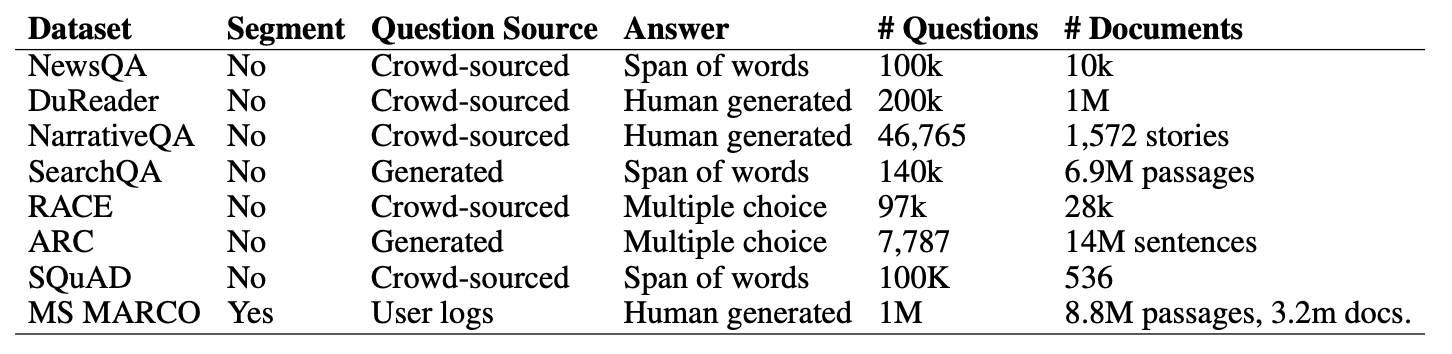 Dataset Segment Question Source Answer # Questions # Documents
NewsQA No Crowd-sourced Span of words 100k 10k
DuReader No Crowd-sourced Human generated 200k 1M
NarrativeQA No Crowd-sourced Human generated 46,765 1,572 stories
SearchQA No Generated Span of words 140k 6.9M passages
RACE No Crowd-sourced Multiple choice 97k 28k
ARC No Generated Multiple choice 7,787 14M sentences
SQuAD No Crowd-sourced Span of words 100K 536
MS MARCO Yes User logs Human generated 1M 8.8M passages, 3.2m docs.